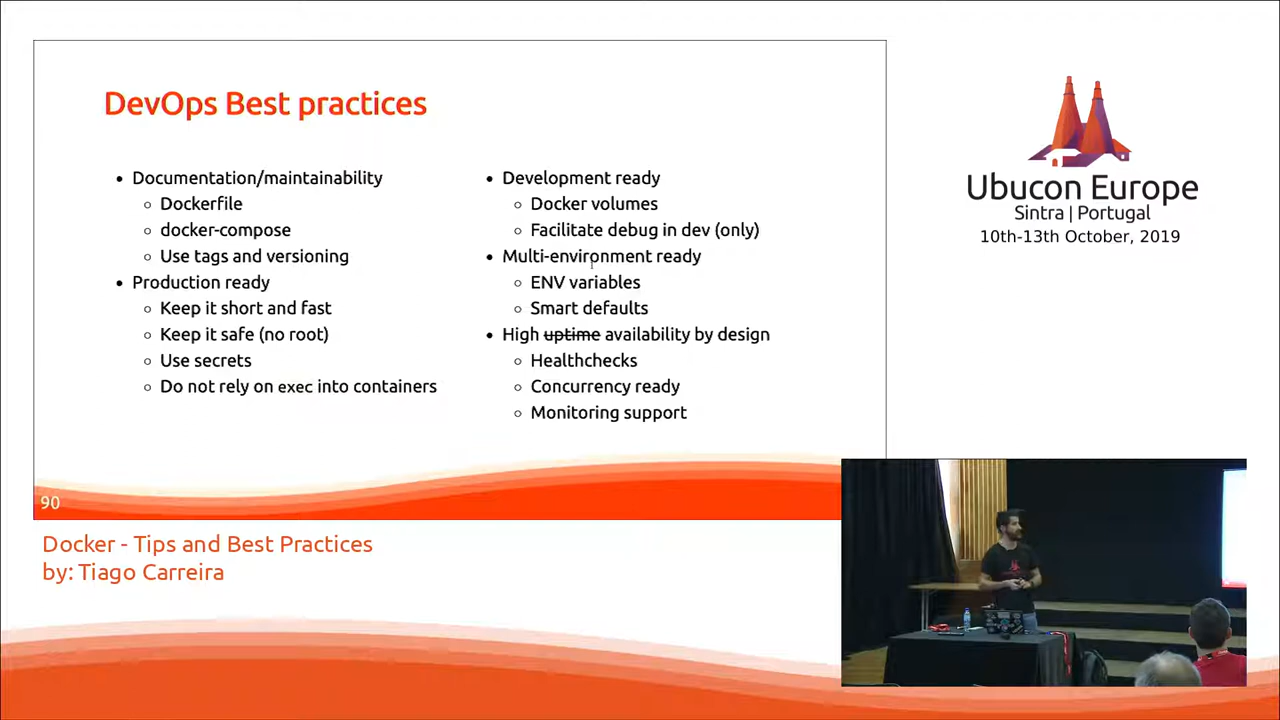 DevOps Best practices
• Documentation/maintainability
○ Dockerfile
○ docker-compose
○ Use tags and versioning
• Production ready
○ Keep it short and fast
○ Keep it safe (no root)
○ Use secrets
○ Do not rely on exec into containers
• Development ready
○ Docker volumes
○ Facilitate debug in dev (only)
• Multi-environment ready
○ ENV variables
○ Smart defaults
• High uptime availability by design
○ Healthchecks
○ Concurrency ready
○ Monitoring support
90
Ubucon Europe
Sintra | Portugal
10th-13th October, 2019
Docker - Tips and Best Practices
by: Tiago Carreira